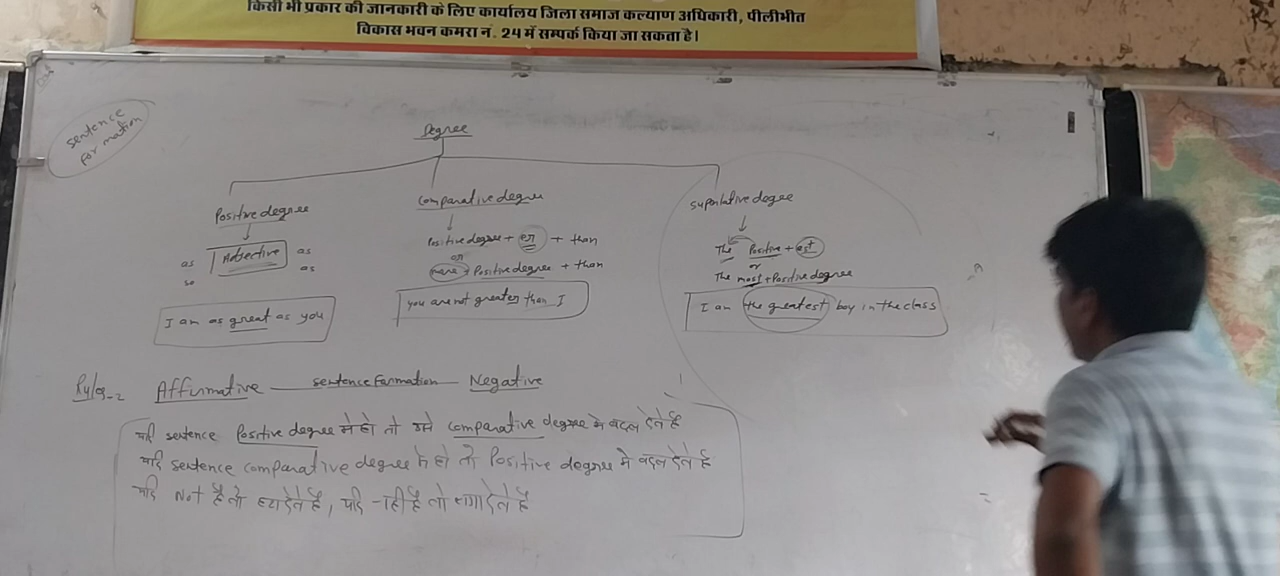 किसी भी प्रकार की जानकारी के लिए कार्यालय जिला समाज कल्याण अधिकारी, पीलीभीत
विकास भवन कमरा नं. 24 में सम्पर्क किया जा सकता है।
sentence
formation
Degree
Positive degree
Comparative degree
superlative degree
as Adjective as
so as
Positive degree + er + than
or
more + Positive degree + than
The Positive + est
or
The most + Positive degree
I am as great as you
you are not greater than I
I am the greatest boy in the class
Rules-2 Affirmative sentence formation Negative
यदि sentence Positive degree मे हो तो उसे comparative degree मे बदल देते है
यदि sentence comparative degree मे हो तो Positive degree मे बदल देते है
यदि Not है तो हटा देते है, यदि नही है तो लगा देते है